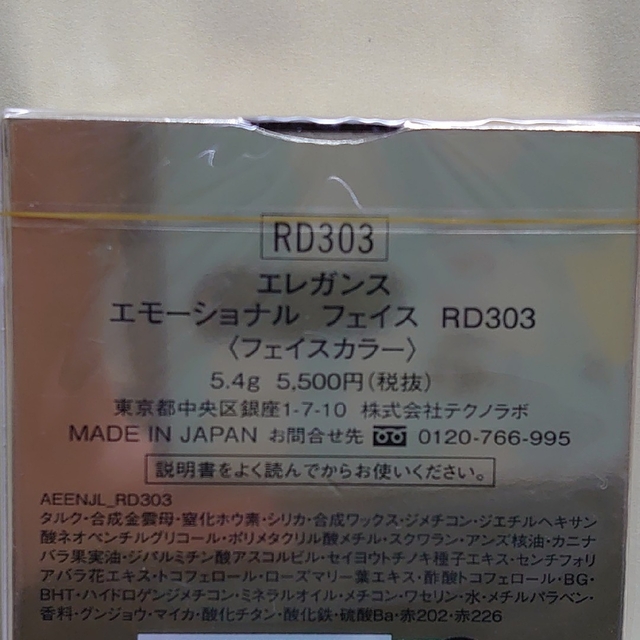 RD303
エレガンス
エモーショナル フェイス RD303
〈フェイスカラー〉
5.4g 5,500円(税抜)
東京都中央区銀座1-7-10 株式会社テクノラボ
MADE IN JAPAN お問合せ先 0120-766-995
説明書をよく読んでからお使いください。
AEENJL_RD303
タルク・合成金雲母・窒化ホウ素・シリカ・合成ワックス・ジメチコン・ジエチルヘキサン
酸ネオペンチルグリコール・ポリメタクリル酸メチル・スクワラン・アンズ核油・カニナ
バラ果実油・ジパルミチン酸アスコルビル・セイヨウトチノキ種子エキス・センチフォリ
アバラ花エキス・トコフェロール・ローズマリー葉エキス・酢酸トコフェロール・BG・
BHT・ハイドロゲンジメチコン・ミネラルオイル・メチコン・ワセリン・水・メチルパラベン・
香料・グンジョウ・マイカ・酸化チタン・酸化鉄・硫酸Ba・赤202・赤226